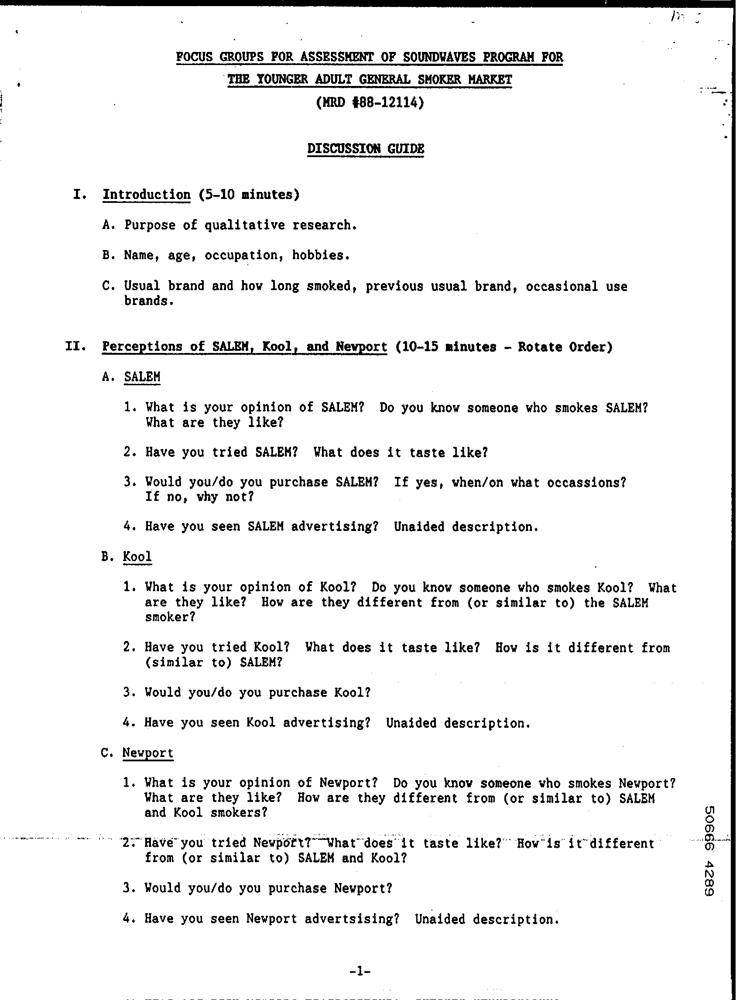 FOCUS GROUPS FOR ASSESSMENT OF SOUNDWAVES PROGRAM FOR
THE YOUNGER ADULT GENERAL SMOKER MARKET
(MRD #88-12114)
DISCUSSION GUIDE
I. Introduction (5-10 minutes)
A. Purpose of qualitative research.
B. Name, age, occupation, hobbies.
C. Usual brand and how long smoked, previous usual brand, occasional use
brands.
II. Perceptions of SALEM, Kool, and Newport (10-15 minutes - Rotate Order)
A. SALEM
1. What is your opinion of SALEM? Do you know someone who smokes SALEM?
What are they like?
2. Have you tried SALEM? What does it taste like?
3. Would you/do you purchase SALEM? If yes, when/on what occassions?
If no, why not?
4. Have you seen SALEM advertising? Unaided description.
B. Kool
1. What is your opinion of Kool? Do you know someone who smokes Kool? What
are they like? How are they different from (or similar to) the SALEM
smoker?
2. Have you tried Kool? What does it taste like? How is it different from
(similar to) SALEM?
3. Would you/do you purchase Kool?
4. Have you seen Kool advertising? Unaided description.
C. Newport
1. What is your opinion of Newport? Do you know someone who smokes Newport?
What are they like? How are they different from (or similar to) SALEM
and Kool smokers?
2. Have you tried Newport? What does it taste like? How is it different
from (or similar to) SALEM and Kool?
3. Would you/do you purchase Newport?
4. Have you seen Newport advertsising? Unaided description.
50666 4289
-1-